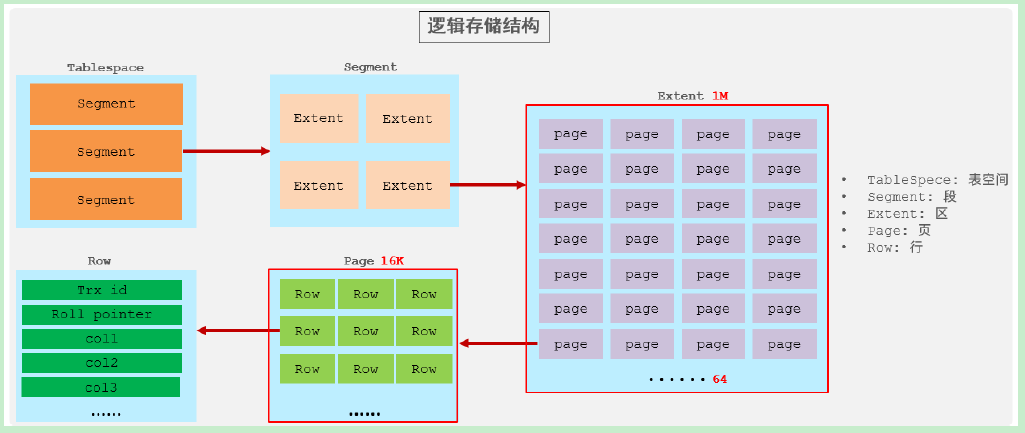 逻辑存储结构
Tablespace
Segment
Segment
Segment
Segment
Extent Extent
Extent Extent
Extent 1M
page page page page
page page page page
page page page page
page page page page
page page page page
page page page page
page page page page
······ 64
• TableSpece: 表空间
• Segment: 段
• Extent: 区
• Page: 页
• Row: 行
Row
Trx id
Roll pointer
col1
col2
col3
......
Page 16K
Row Row Row
Row Row Row
Row Row Row
......